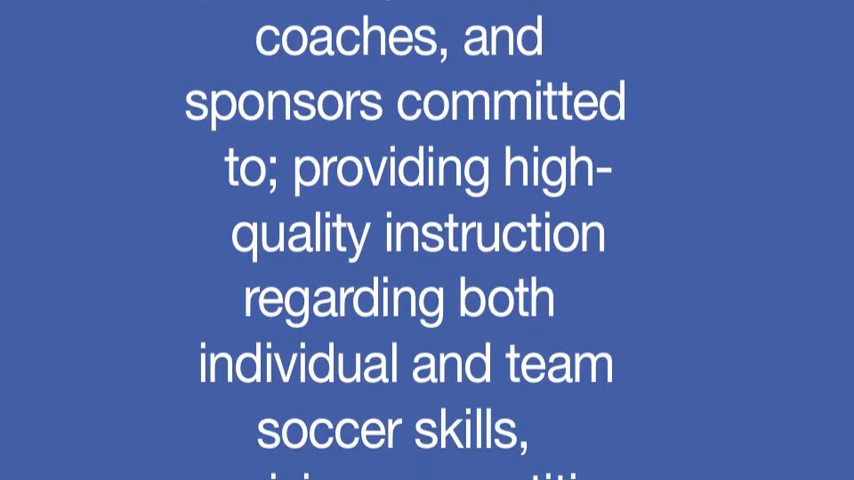 coaches, and
sponsors committed
to; providing high-
quality instruction
regarding both
individual and team
soccer skills,